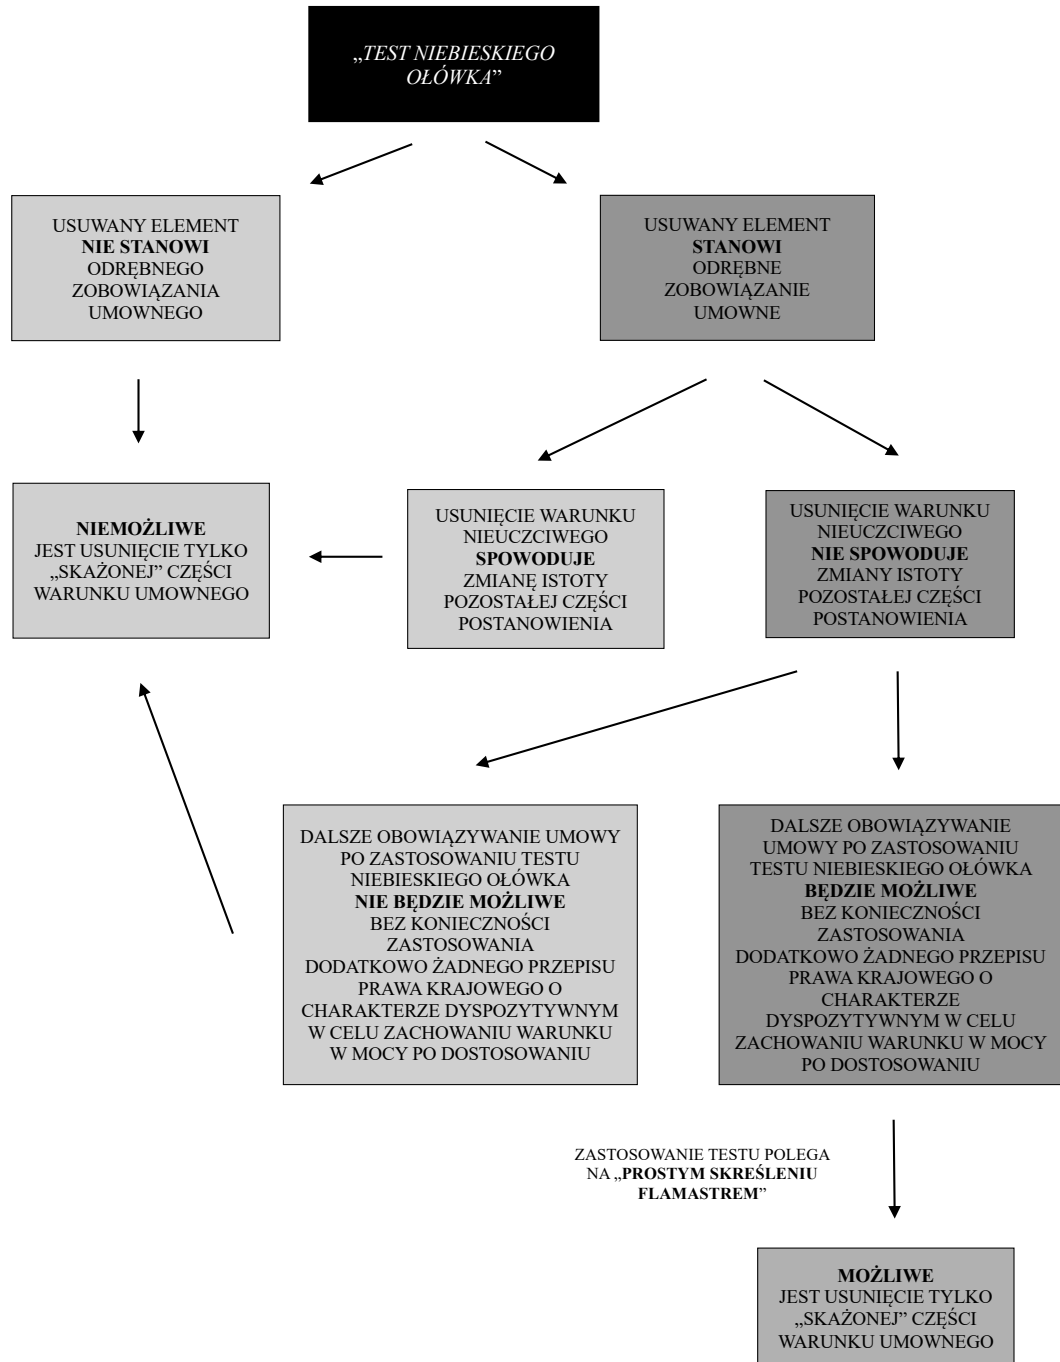 „TEST NIEBIESKIEGO
OŁÓWKA”
USUWANY ELEMENT
NIE STANOWI
ODRĘBNEGO
ZOBOWIĄZANIA
UMOWNEGO
USUWANY ELEMENT
STANOWI
ODRĘBNE
ZOBOWIĄZANIE
UMOWNE
NIEMOŻLIWE
JEST USUNIĘCIE TYLKO
„SKAŻONEJ” CZĘŚCI
WARUNKU UMOWNEGO
USUNIĘCIE WARUNKU
NIEUCZCIWEGO
SPOWODUJE
ZMIANĘ ISTOTY
POZOSTAŁEJ CZĘŚCI
POSTANOWIENIA
USUNIĘCIE WARUNKU
NIEUCZCIWEGO
NIE SPOWODUJE
ZMIANY ISTOTY
POZOSTAŁEJ CZĘŚCI
POSTANOWIENIA
DALSZE OBOWIĄZYWANIE UMOWY
PO ZASTOSOWANIU TESTU
NIEBIESKIEGO OŁÓWKA
NIE BĘDZIE MOŻLIWE
BEZ KONIECZNOŚCI
ZASTOSOWANIA
DODATKOWO ŻADNEGO PRZEPISU
PRAWA KRAJOWEGO O
CHARAKTERZE DYSPOZYTYWNYM
W CELU ZACHOWANIU WARUNKU
W MOCY PO DOSTOSOWANIU
DALSZE OBOWIĄZYWANIE
UMOWY PO ZASTOSOWANIU
TESTU NIEBIESKIEGO OŁÓWKA
BĘDZIE MOŻLIWE
BEZ KONIECZNOŚCI
ZASTOSOWANIA
DODATKOWO ŻADNEGO PRZEPISU
PRAWA KRAJOWEGO O
CHARAKTERZE
DYSPOZYTYWNYM W CELU
ZACHOWANIU WARUNKU W MOCY
PO DOSTOSOWANIU
ZASTOSOWANIE TESTU POLEGA
NA „PROSTYM SKREŚLENIU
FLAMASTREM”
MOŻLIWE
JEST USUNIĘCIE TYLKO
„SKAŻONEJ” CZĘŚCI
WARUNKU UMOWNEGO